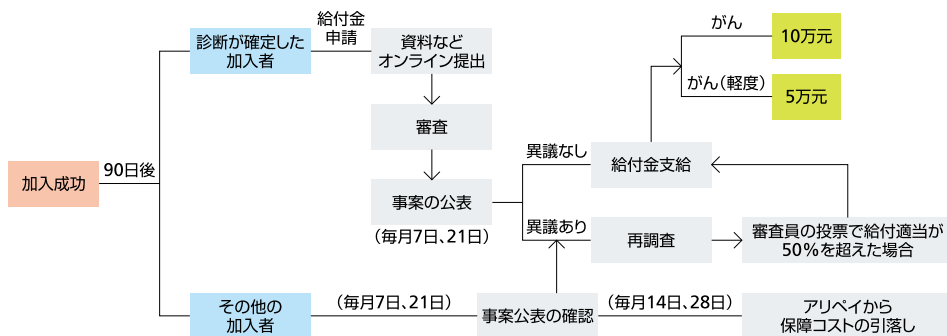 加入成功
90日後
診断が確定した
加入者
給付金
申請
資料など
オンライン提出
審査
事案の公表
（毎月7日、21日）
異議なし
給付金支給
がん
10万元
がん（軽度）
5万元
異議あり
再調査
審査員の投票で給付適当が
50％を超えた場合
その他の
加入者
（毎月7日、21日）
事案公表の確認
（毎月14日、28日）
アリペイから
保障コストの引落し